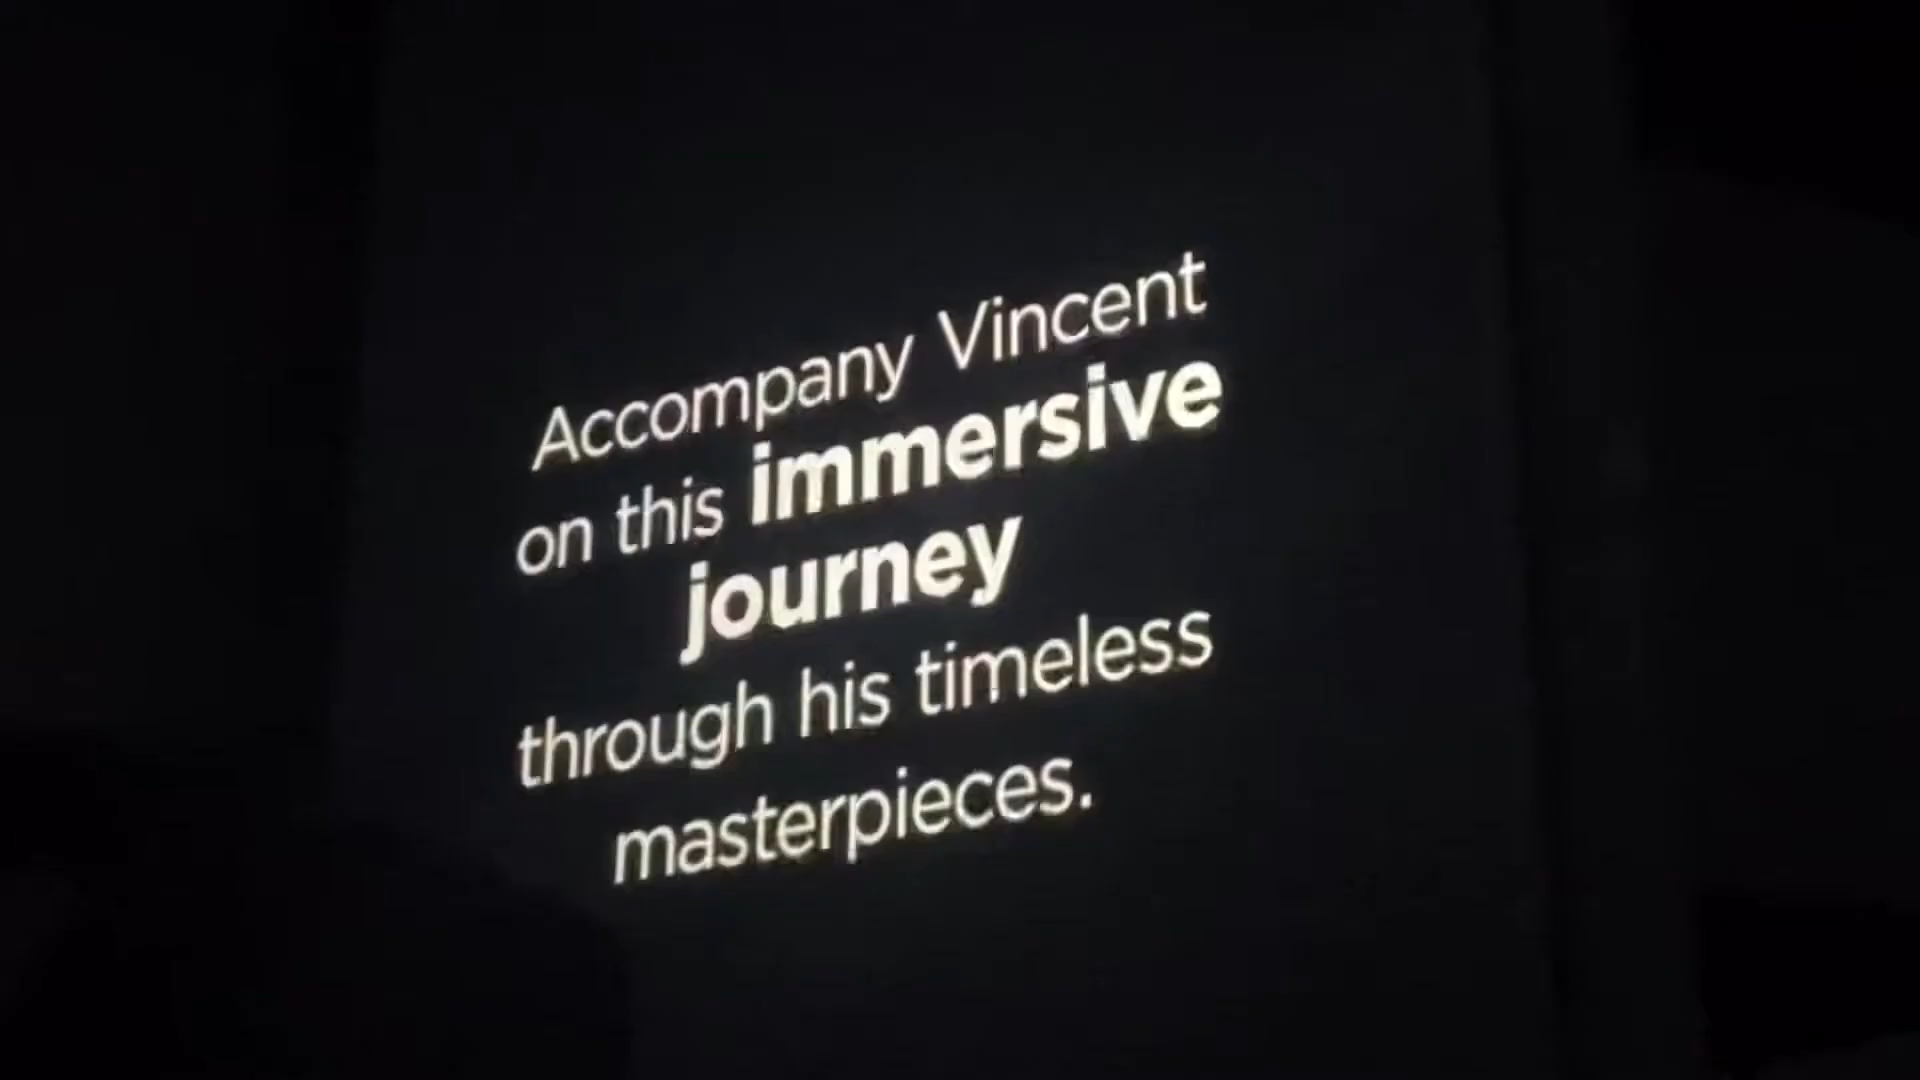 Accompany Vincent
on this immersive
journey
through his timeless
masterpieces.